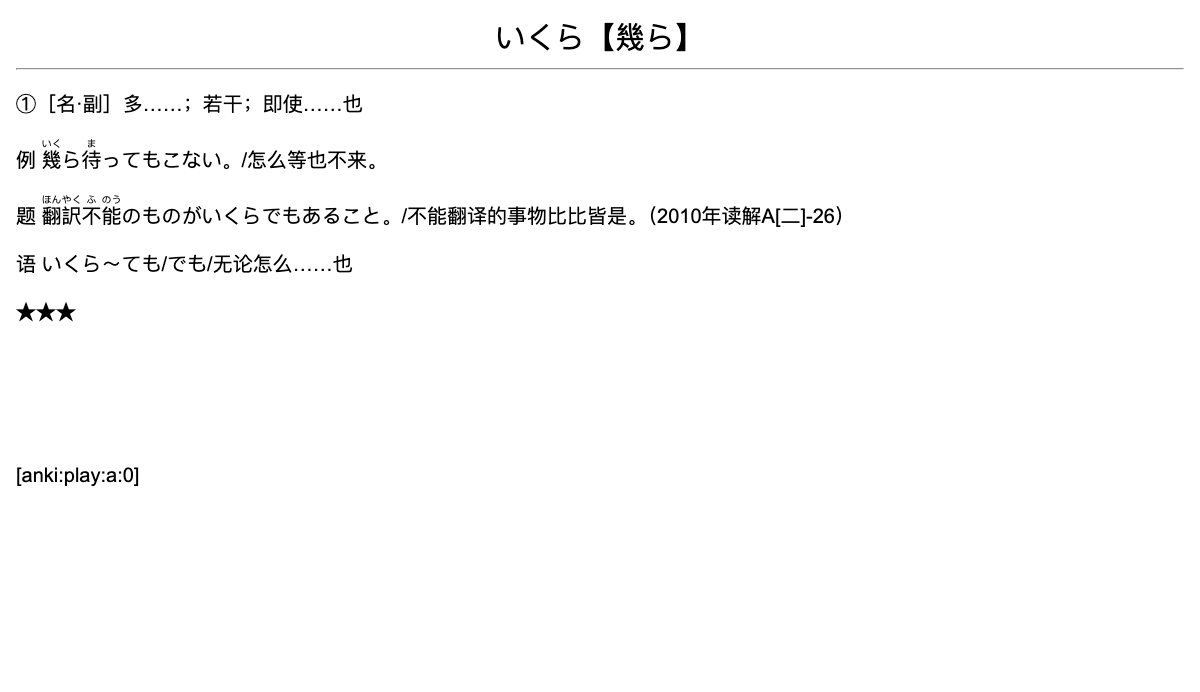 いくら【幾ら】
①［名·副］多……；若干；即使……也
いく ま
例 幾ら待ってもこない。/怎么等也不来。
ほんやく ふ のう
题 翻訳不能のものがいくらでもあること。/不能翻译的事物比比皆是。（2010年读解A[二]-26）
语 いくら～ても/でも/无论怎么……也
★★★
[anki:play:a:0]